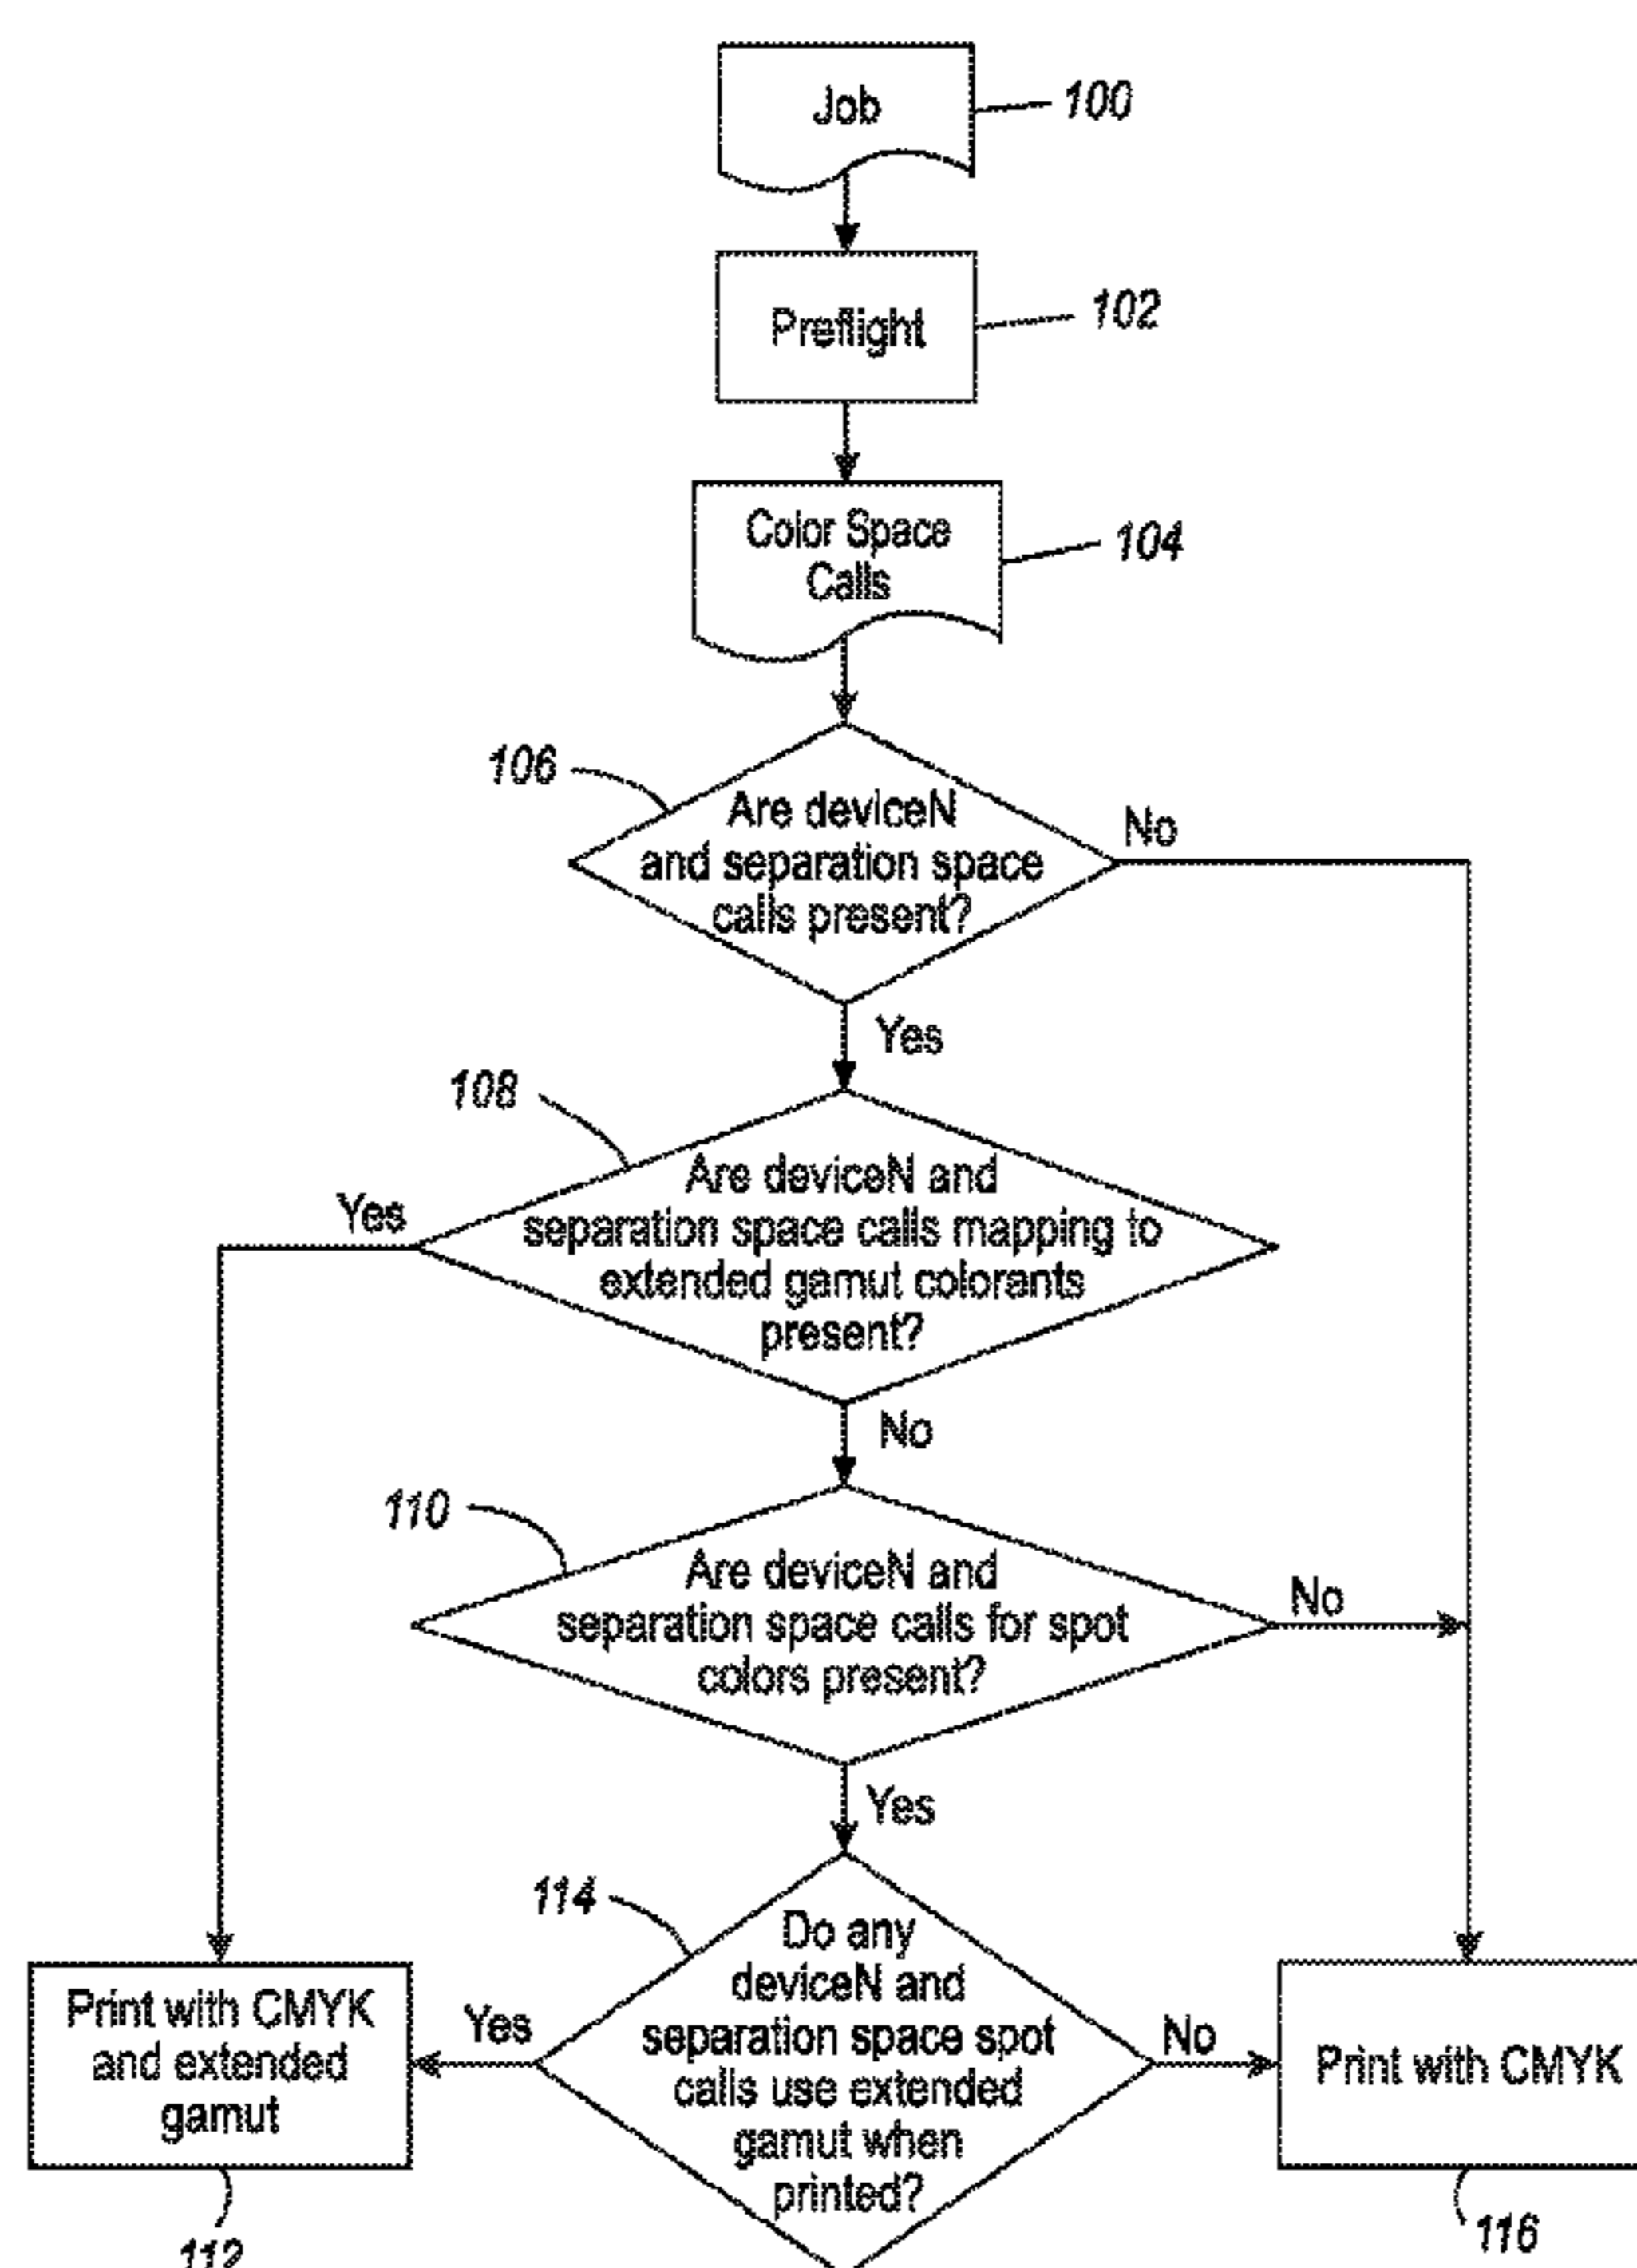 Job
100
Preflight
102
Color Space
Calls
104
106
Are deviceN
and separation space
calls present?
No
Yes
108
Are deviceN and
separation space calls mapping to
extended gamut colorants
present?
Yes
No
110
Are deviceN and
separation space calls for spot
colors present?
No
Yes
114
Do any
deviceN and
separation space spot
calls use extended
gamut when
printed?
Yes
No
Print with CMYK
and extended
gamut
112
Print with CMYK
116